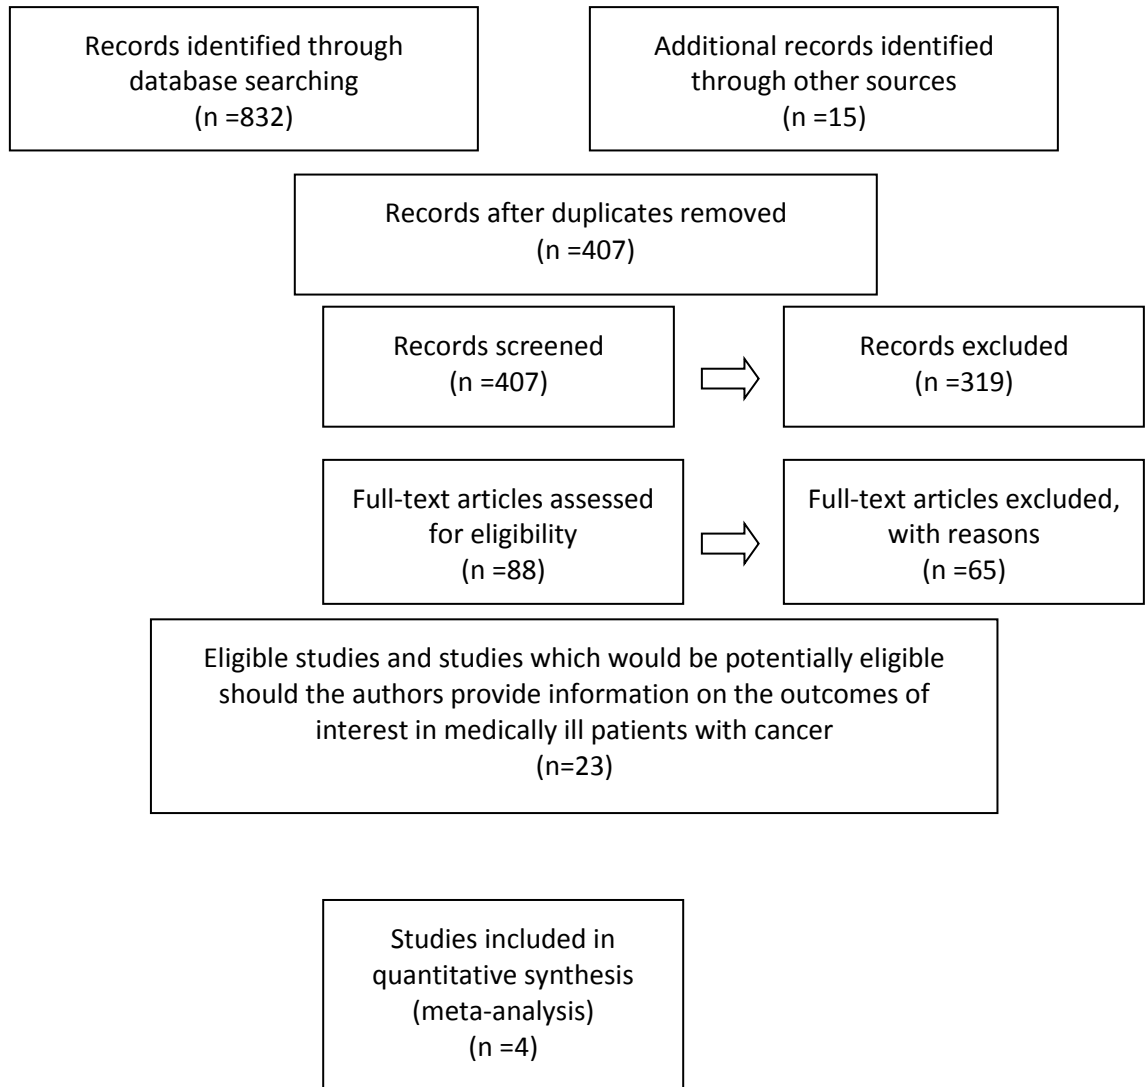 Records identified through
database searching
(n =832)
Additional records identified
through other sources
(n =15)
Records after duplicates removed
(n =407)
Records screened
(n =407)
Records excluded
(n =319)
Full-text articles assessed
for eligibility
(n =88)
Full-text articles excluded,
with reasons
(n =65)
Eligible studies and studies which would be potentially eligible
should the authors provide information on the outcomes of
interest in medically ill patients with cancer
(n=23)
Studies included in
quantitative synthesis
(meta-analysis)
(n =4)